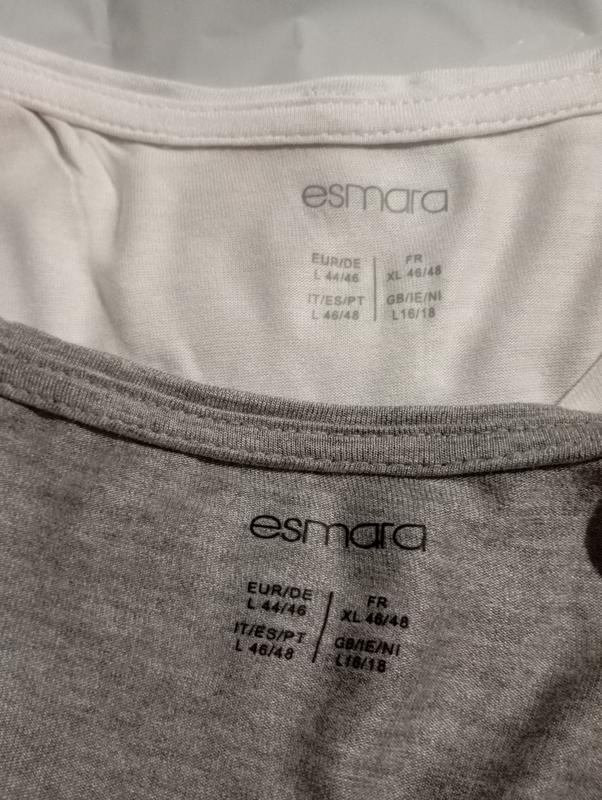 esmara
EUR/DE
L 44/46
FR
XL 46/48
IT/ES/PT
L 46/48
GB/IE/NI
L16/18
esmara
EUR/DE
L 44/46
FR
XL 46/48
IT/ES/PT
L 46/48
GB/IE/NI
L16/18